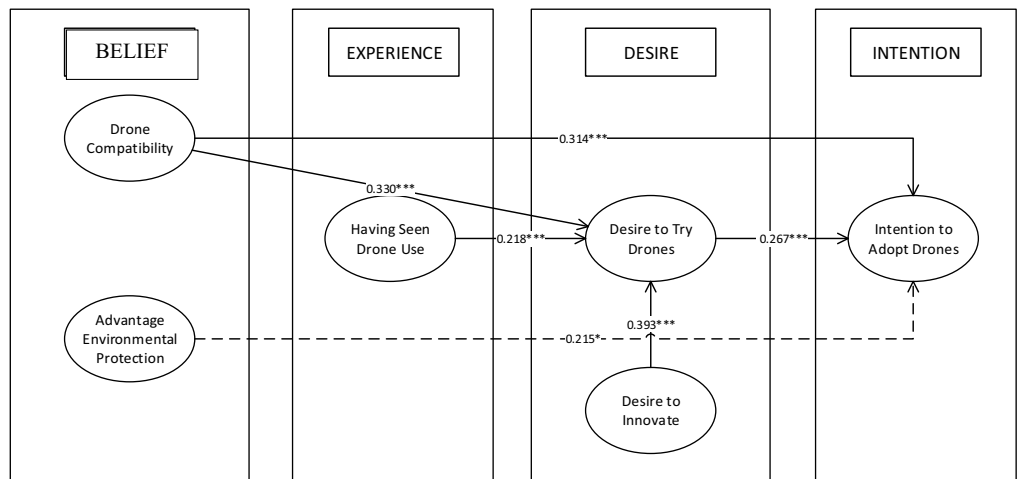 BELIEF
EXPERIENCE
DESIRE
INTENTION
Drone
Compatibility
0.314***
0.330***
Having Seen
Drone Use
0.218***
Desire to Try
Drones
0.267***
Intention to
Adopt Drones
Advantage
Environmental
Protection
0.215*
0.393***
Desire to
Innovate